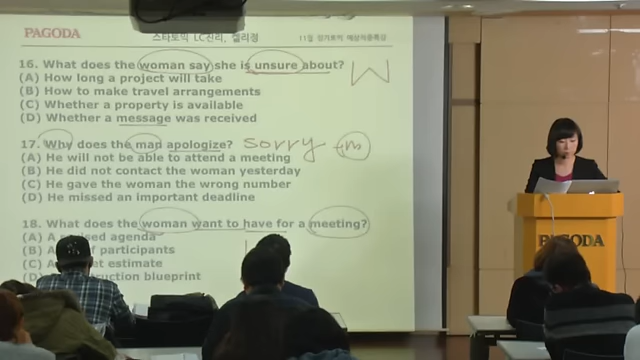 PAGODA 스타토익 LC진리, 켈리정 11월 정기토익 예상적중특강
16. What does the woman say she is unsure about? W
(A) How long a project will take
(B) How to make travel arrangements
(C) Whether a property is available
(D) Whether a message was received
17. Why does the man apologize? sorry m
(A) He will not be able to attend a meeting
(B) He did not contact the woman yesterday
(C) He gave the woman the wrong number
(D) He missed an important deadline
18. What does the woman want to have for a meeting?
(A) agenda
(B) participants
(C) estimate
(D) blueprint
PAGODA